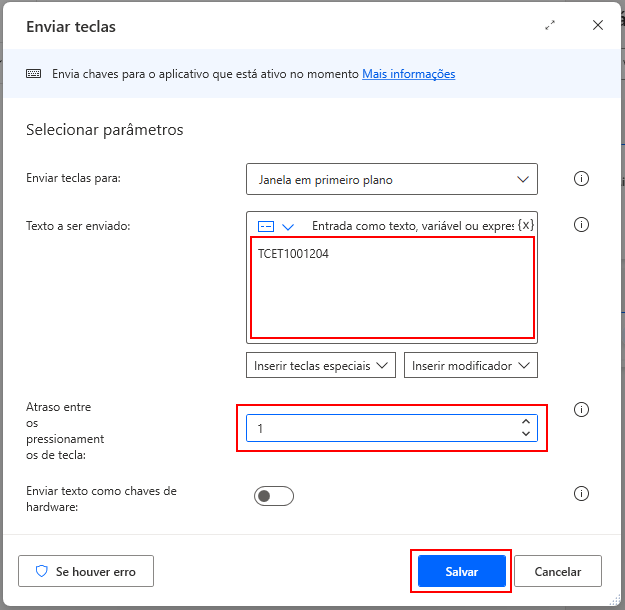 Enviar teclas
Envia chaves para o aplicativo que está ativo no momento Mais informações
Selecionar parâmetros
Enviar teclas para:
Janela em primeiro plano
Texto a ser enviado:
Entrada como texto, variável ou expres {x}
TCET1001204
Inserir teclas especiais
Inserir modificador
Atraso entre
os
pressionament
os de tecla:
1
Enviar texto como chaves de
hardware:
Se houver erro
Salvar
Cancelar